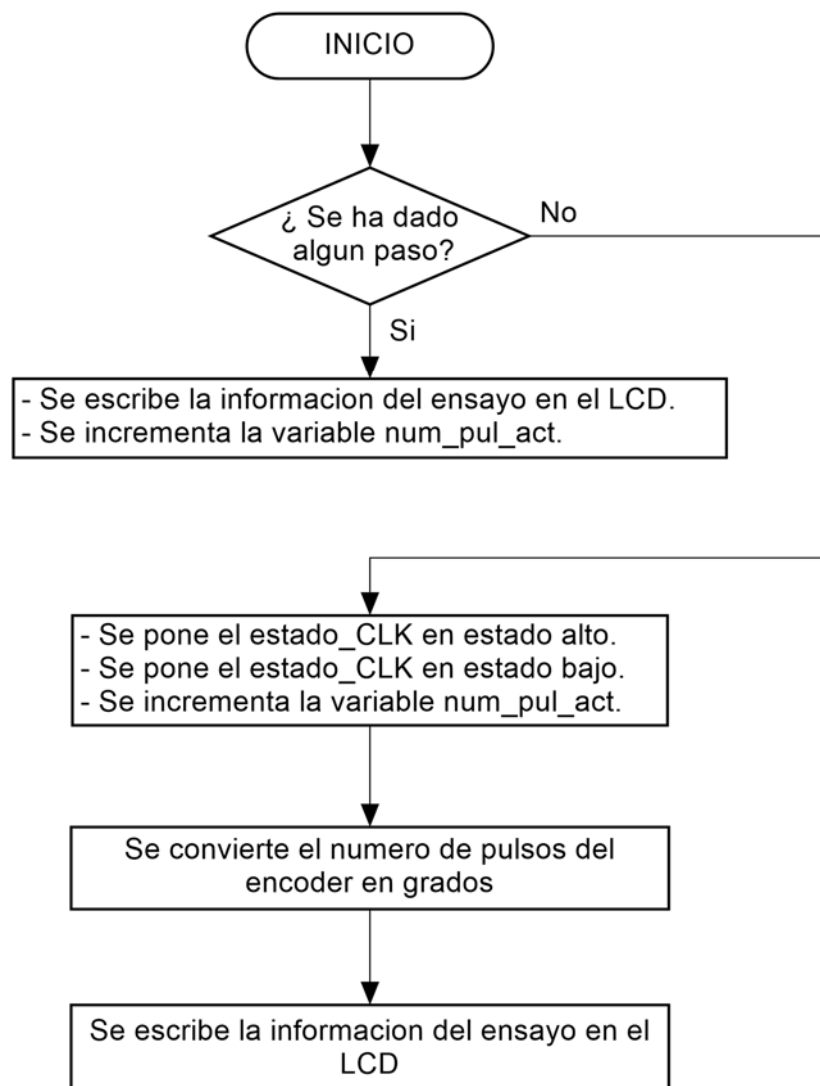 INICIO
¿ Se ha dado
algun paso?
No
Si
- Se escribe la informacion del ensayo en el LCD.
- Se incrementa la variable num_pul_act.
- Se pone el estado_CLK en estado alto.
- Se pone el estado_CLK en estado bajo.
- Se incrementa la variable num_pul_act.
Se convierte el numero de pulsos del
encoder en grados
Se escribe la informacion del ensayo en el
LCD